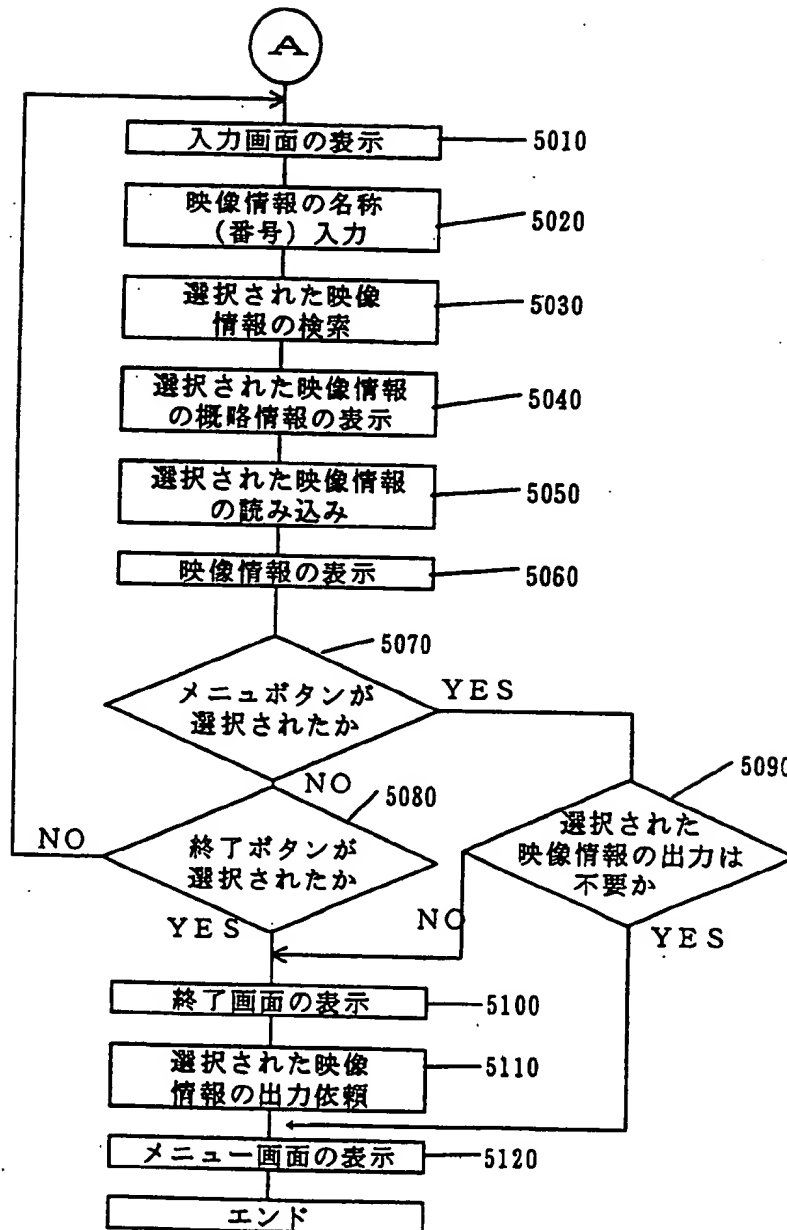 A
入力画面の表示
5010
映像情報の名称
(番号)入力
5020
選択された映像
情報の検索
5030
選択された映像情報
の概略情報の表示
5040
選択された映像情報
の読み込み
5050
映像情報の表示
5060
5070
メニュボタンが
選択されたか
YES
NO
5080
終了ボタンが
選択されたか
NO
YES
5090
選択された
映像情報の出力は
不要か
NO
YES
終了画面の表示
5100
選択された映像
情報の出力依頼
5110
メニュー画面の表示
5120
エンド